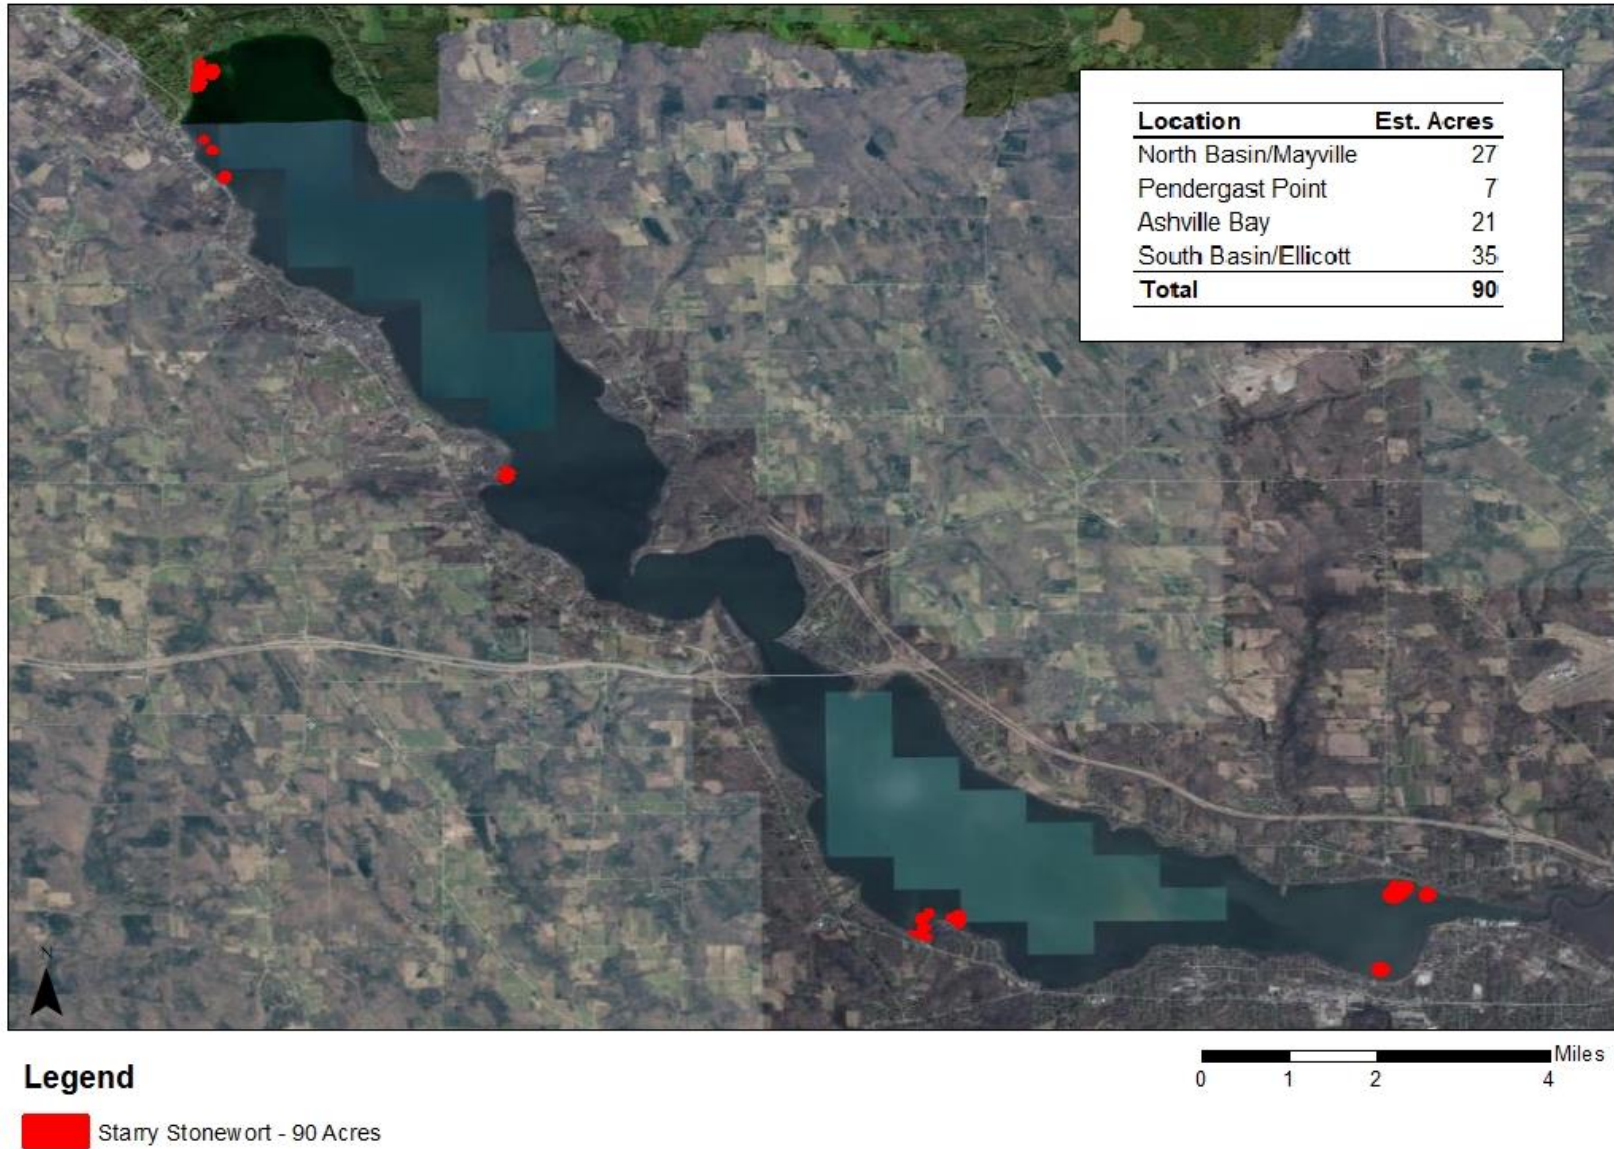 Location Est. Acres
North Basin/Mayville 27
Pendergast Point 7
Ashville Bay 21
South Basin/Ellicott 35
Total 90
N
Miles
0 1 2 4
Legend
Starry Stonewort - 90 Acres